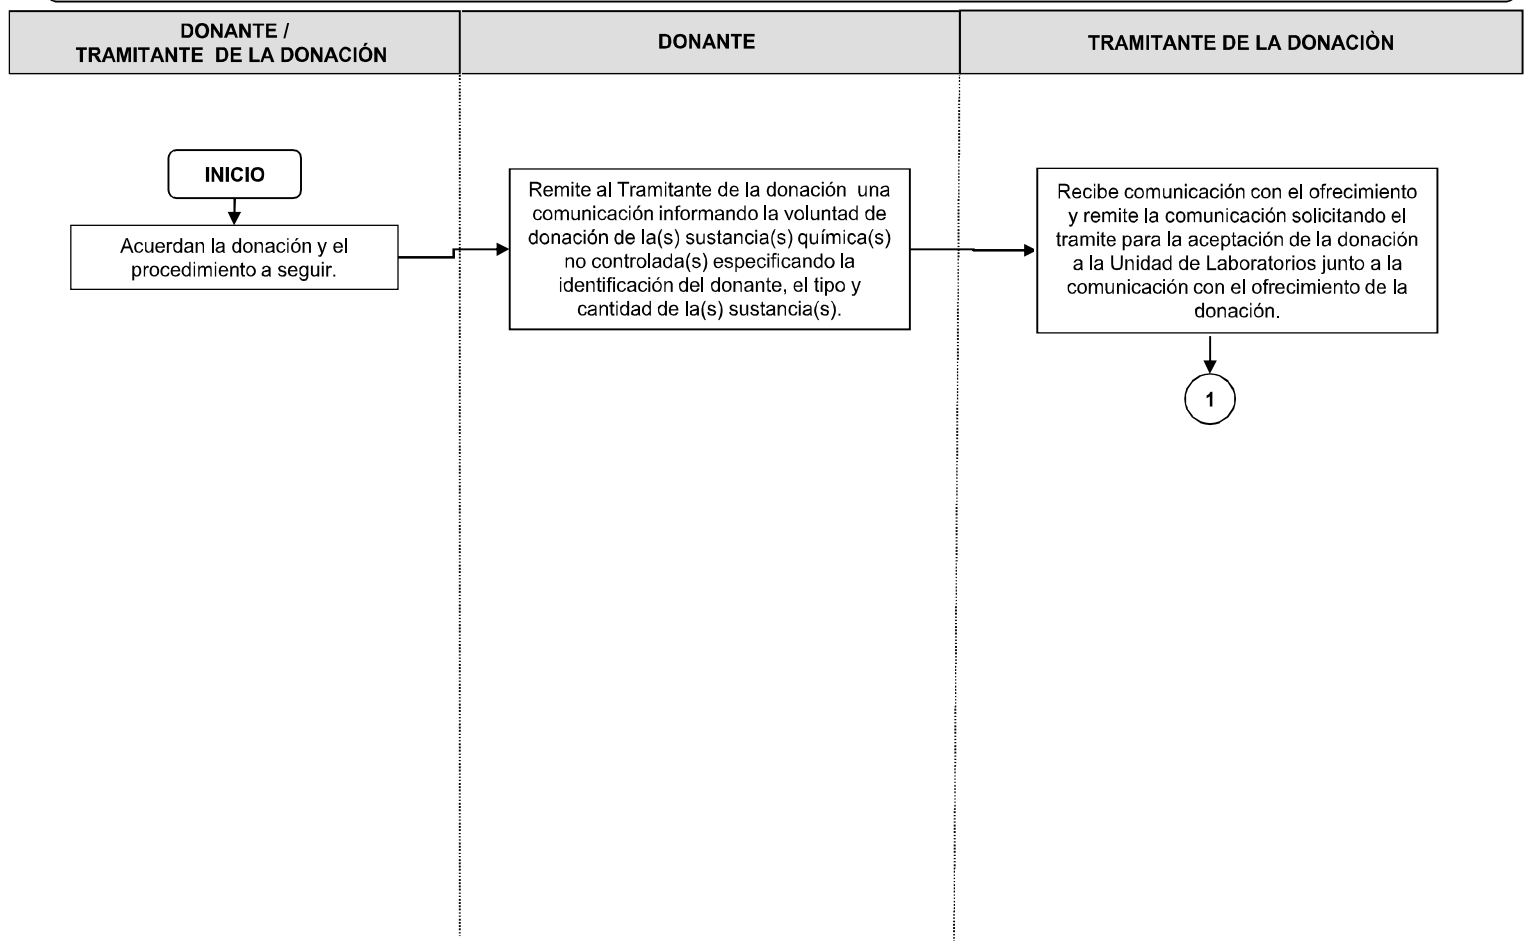 DONANTE /
TRAMITANTE DE LA DONACIÓN
DONANTE
TRAMITANTE DE LA DONACIÒN
INICIO
Acuerdan la donación y el
procedimiento a seguir.
Remite al Tramitante de la donación una
comunicación informando la voluntad de
donación de la(s) sustancia(s) química(s)
no controlada(s) especificando la
identificación del donante, el tipo y
cantidad de la(s) sustancia(s).
Recibe comunicación con el ofrecimiento
y remite la comunicación solicitando el
tramite para la aceptación de la donación
a la Unidad de Laboratorios junto a la
comunicación con el ofrecimiento de la
donación.
1